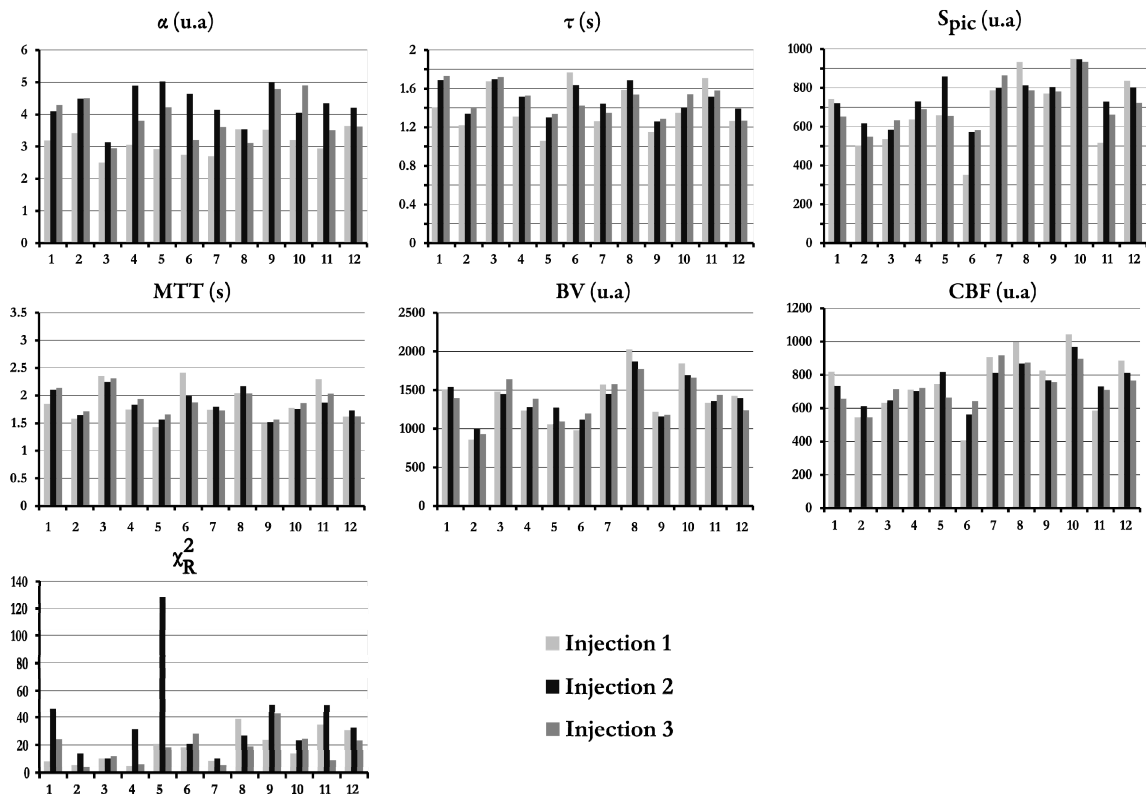 α (u.a)
6
5
4
3
2
1
0
1 2 3 4 5 6 7 8 9 10 11 12
τ (s)
2
1.6
1.2
0.8
0.4
0
1 2 3 4 5 6 7 8 9 10 11 12
Spic (u.a)
1000
800
600
400
200
0
1 2 3 4 5 6 7 8 9 10 11 12
MTT (s)
3.5
3
2.5
2
1.5
1
0.5
0
1 2 3 4 5 6 7 8 9 10 11 12
BV (u.a)
2500
2000
1500
1000
500
0
1 2 3 4 5 6 7 8 9 10 11 12
CBF (u.a)
1200
1000
800
600
400
200
0
1 2 3 4 5 6 7 8 9 10 11 12
χ²R
140
120
100
80
60
40
20
0
1 2 3 4 5 6 7 8 9 10 11 12
Injection 1
Injection 2
Injection 3